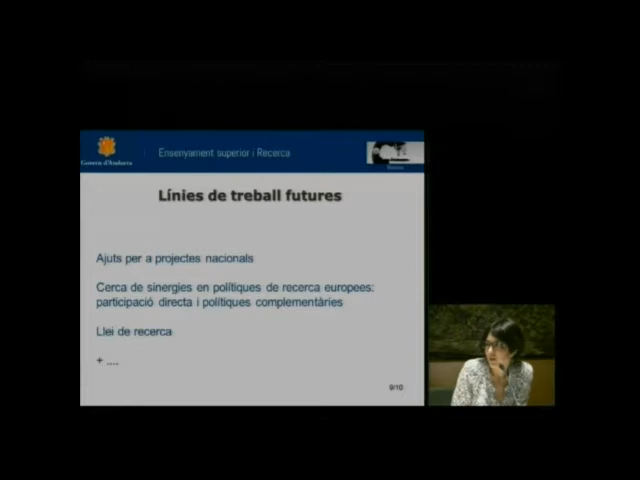 Govern d'Andorra
Ensenyament superior i Recerca
Línies de treball futures
Ajuts per a projectes nacionals
Cerca de sinergies en polítiques de recerca europees:
participació directa i polítiques complementàries
Llei de recerca
+ ....
9/10